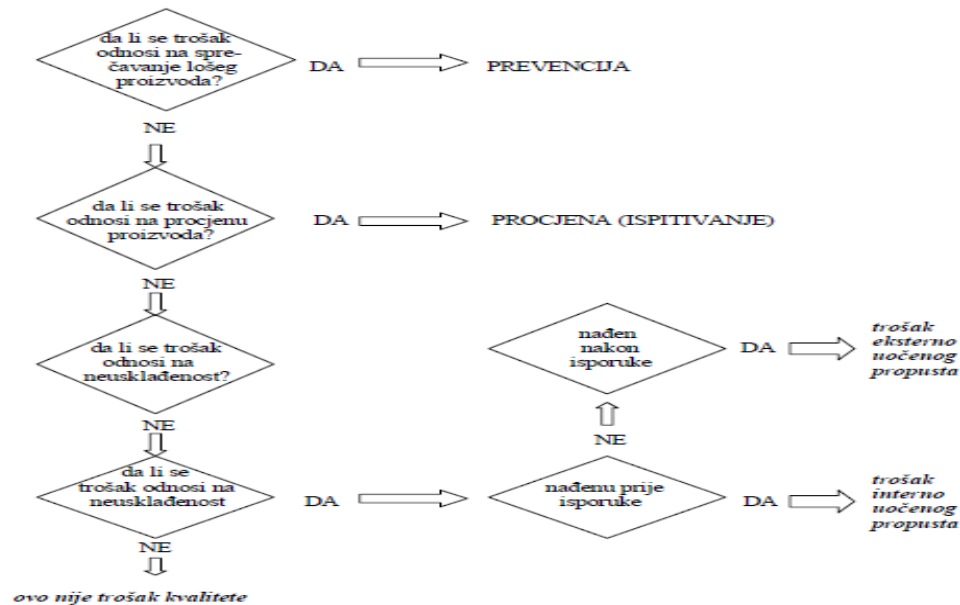 da li se trošak
odnosi na spre-
čavanje lošeg
proizvoda?
DA
PREVENCIJA
NE
da li se trošak
odnosi na procjenu
proizvoda?
DA
PROCJENA (ISPITIVANJE)
NE
da li se trošak
odnosi na
neusklađenost?
nađen
nakon
isporuke
DA
trošak
eksterno
uočenog
propusta
NE
NE
da li se
trošak odnosi na
neusklađenost
DA
nađenu prije
isporuke
DA
trošak
interno
uočenog
propusta
NE
ovo nije trošak kvalitete